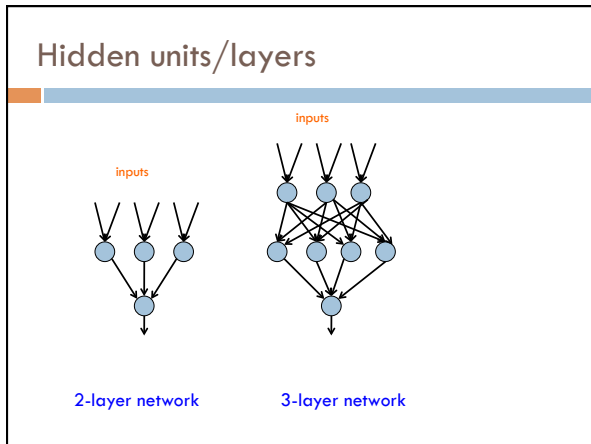 Hidden units/layers
inputs
inputs
2-layer network
3-layer network